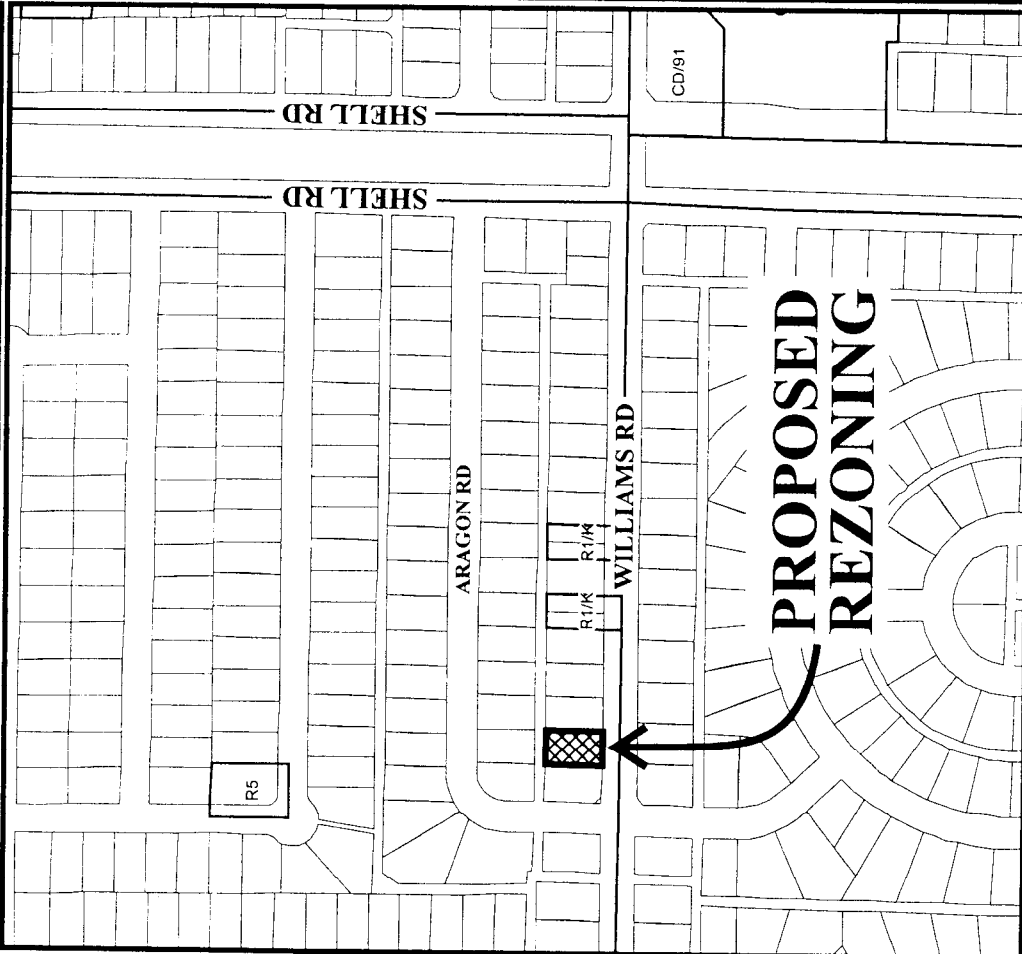 CD/91
SHELL RD
SHELL RD
ARAGON RD
WILLIAMS RD
R1/K
R1/K
R5
PROPOSED
REZONING